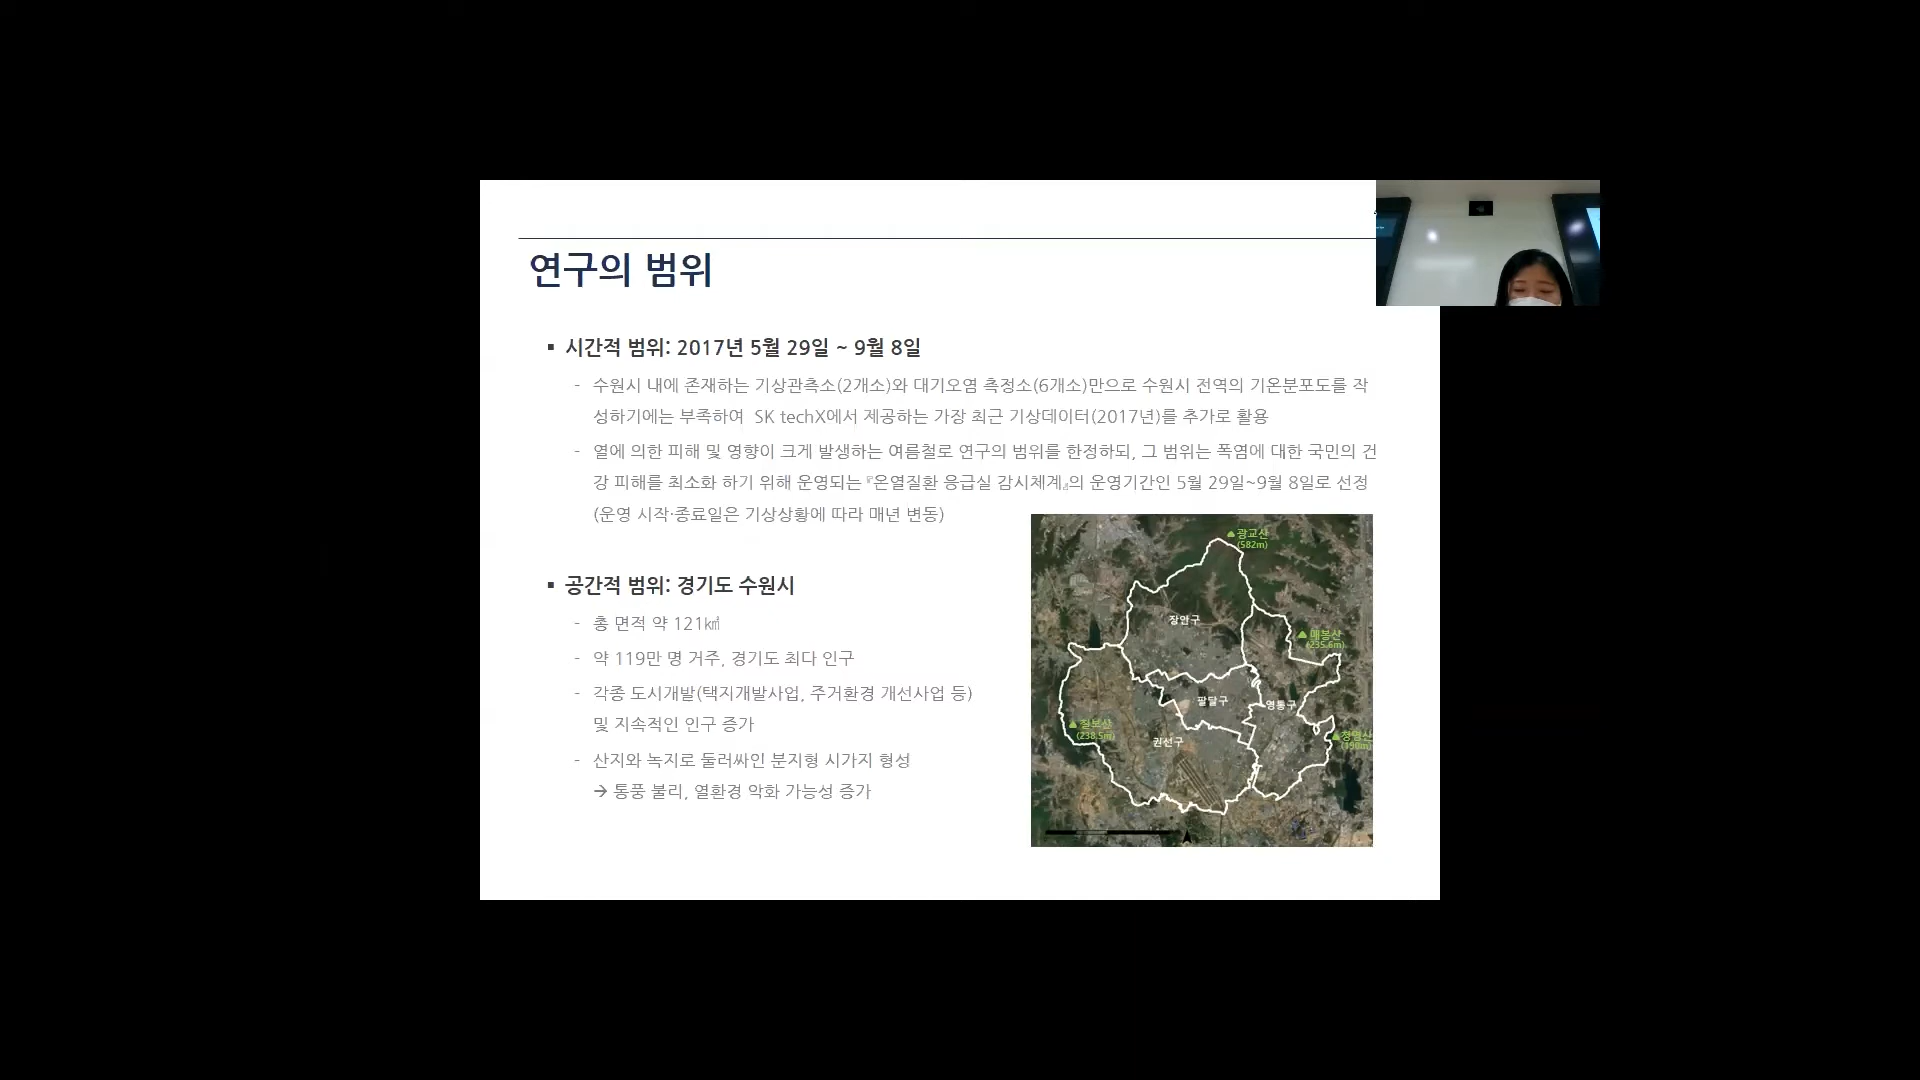 연구의 범위
▪ 시간적 범위: 2017년 5월 29일 ~ 9월 8일
- 수원시 내에 존재하는 기상관측소(2개소)와 대기오염 측정소(6개소)만으로 수원시 전역의 기온분포도를 작
성하기에는 부족하여 SK techX에서 제공하는 가장 최근 기상데이터(2017년)를 추가로 활용
- 열에 의한 피해 및 영향이 크게 발생하는 여름철로 연구의 범위를 한정하되, 그 범위는 폭염에 대한 국민의 건
강 피해를 최소화 하기 위해 운영되는 『온열질환 응급실 감시체계』의 운영기간인 5월 29일~9월 8일로 선정
(운영 시작·종료일은 기상상황에 따라 매년 변동)
▪ 공간적 범위: 경기도 수원시
- 총 면적 약 121㎢
- 약 119만 명 거주, 경기도 최다 인구
- 각종 도시개발(택지개발사업, 주거환경 개선사업 등)
및 지속적인 인구 증가
- 산지와 녹지로 둘러싸인 분지형 시가지 형성
→ 통풍 불리, 열환경 악화 가능성 증가
광교산
(582m)
장안구
매봉산
(235.6m)
팔달구
영통구
칠보산
(238.5m)
권선구
청명산
(190m)